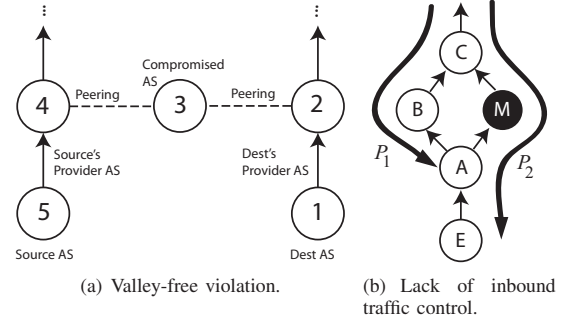 ⋮
⋮
Compromised
AS
Peering
Peering
4
3
2
Source's
Provider AS
Dest's
Provider AS
5
1
Source AS
Dest AS
(a) Valley-free violation.
C
B
M
P1
A
P2
E
(b) Lack of inbound
traffic control.